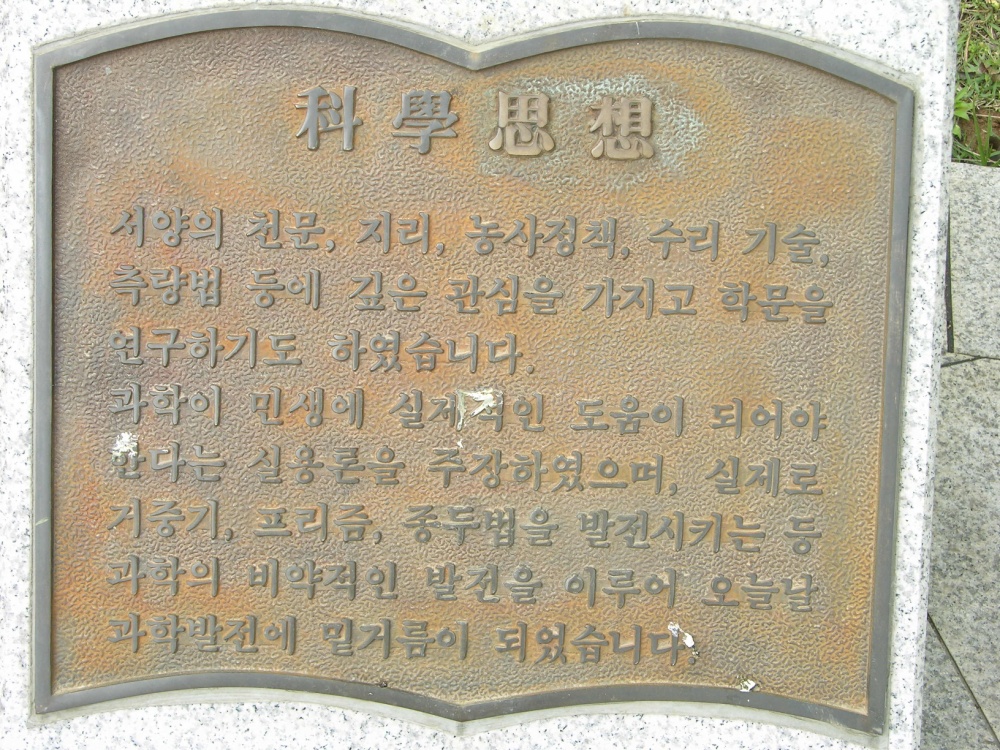 科學思想
서양의 천문, 지리, 농사정책, 수리 기술,
측량법 등에 깊은 관심을 가지고 학문을
연구하기도 하였습니다.
과학이 민생에 실제적인 도움이 되어야
한다는 실용론을 주장하였으며, 실제로
거중기, 프리즘, 종두법을 발전시키는 등
과학의 비약적인 발전을 이루어 오늘날
과학발전에 밑거름이 되었습니다.